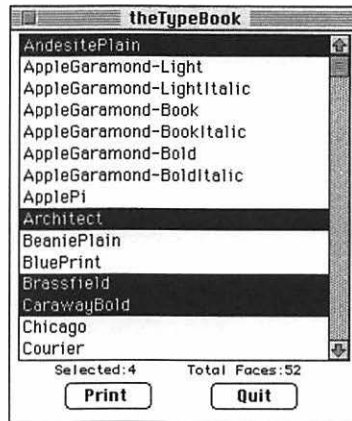 theTypeBook
AndesitePlain
AppleGaramond-Light
AppleGaramond-LightItalic
AppleGaramond-Book
AppleGaramond-BookItalic
AppleGaramond-Bold
AppleGaramond-BoldItalic
ApplePi
Architect
BeaniePlain
BluePrint
Brassfield
CarawayBold
Chicago
Courier
Selected:4 Total Faces:52
Print Quit